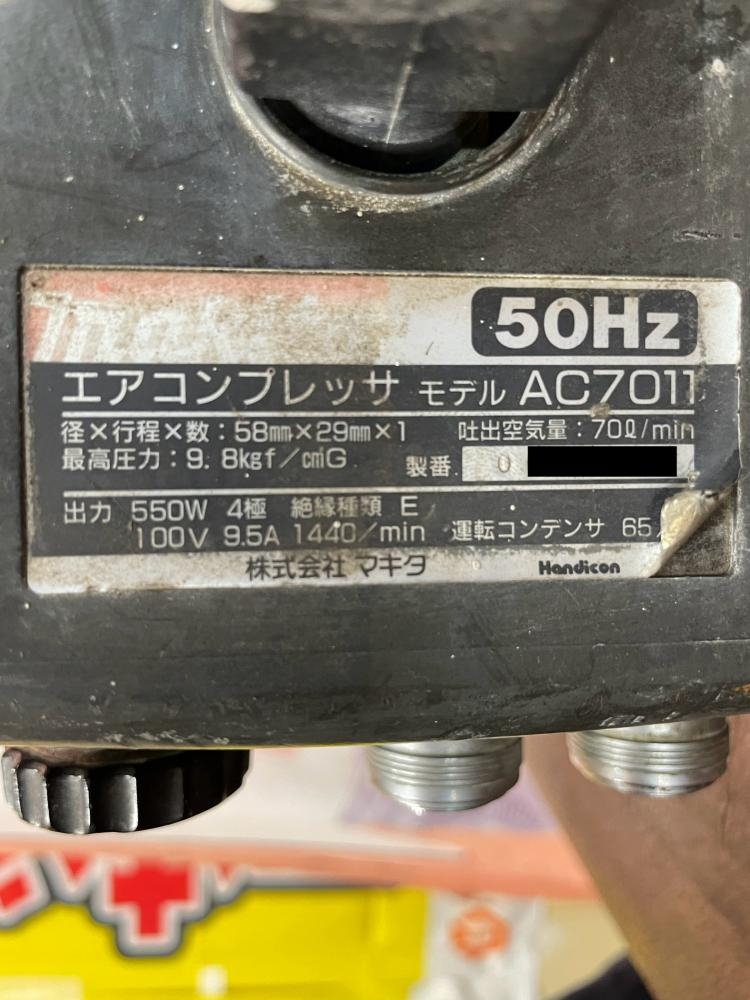 50Hz
エアコンプレッサ モデル AC7011
径×行程×数:58㎜×29㎜×1 吐出空気量:70ℓ/min
最高圧力:9.8kgf/c㎡G 製番 0
出力 550W 4極 絶縁種類 E
100V 9.5A 1440/min 運転コンデンサ 65
株式会社 マキタ Handicon